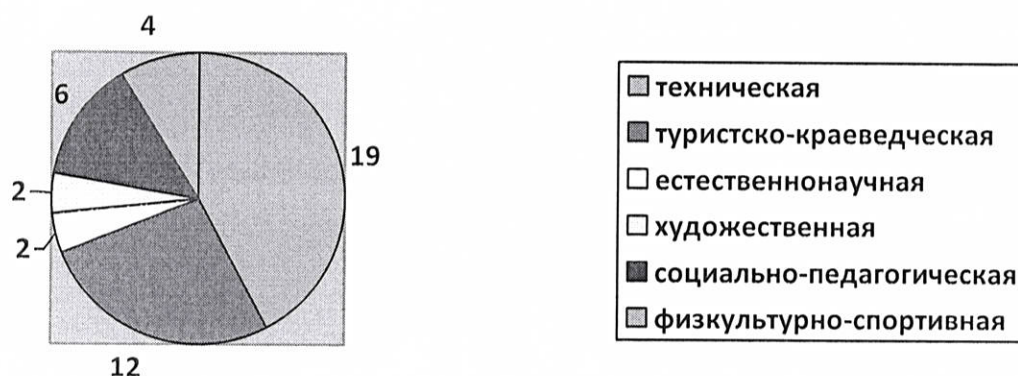 4
6
19
2
2
12
техническая
туристско-краеведческая
естественнонаучная
художественная
социально-педагогическая
физкультурно-спортивная